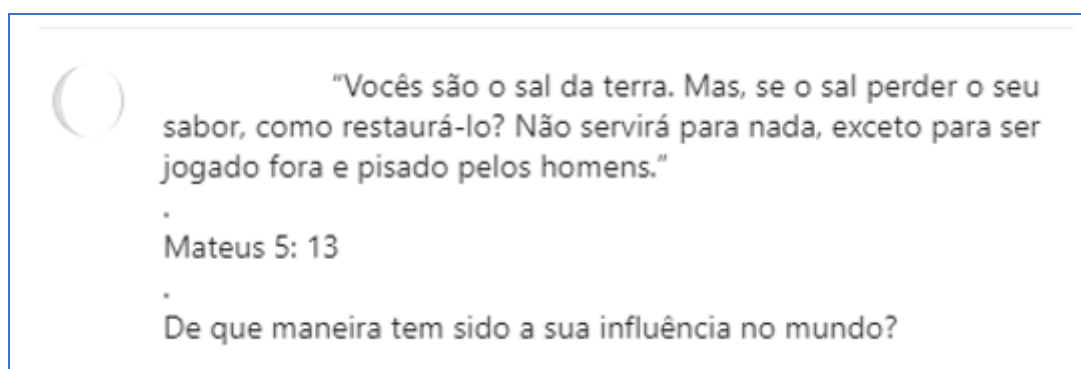 “Vocês são o sal da terra. Mas, se o sal perder o seu
sabor, como restaurá-lo? Não servirá para nada, exceto para ser
jogado fora e pisado pelos homens.”
.
Mateus 5: 13
.
De que maneira tem sido a sua influência no mundo?